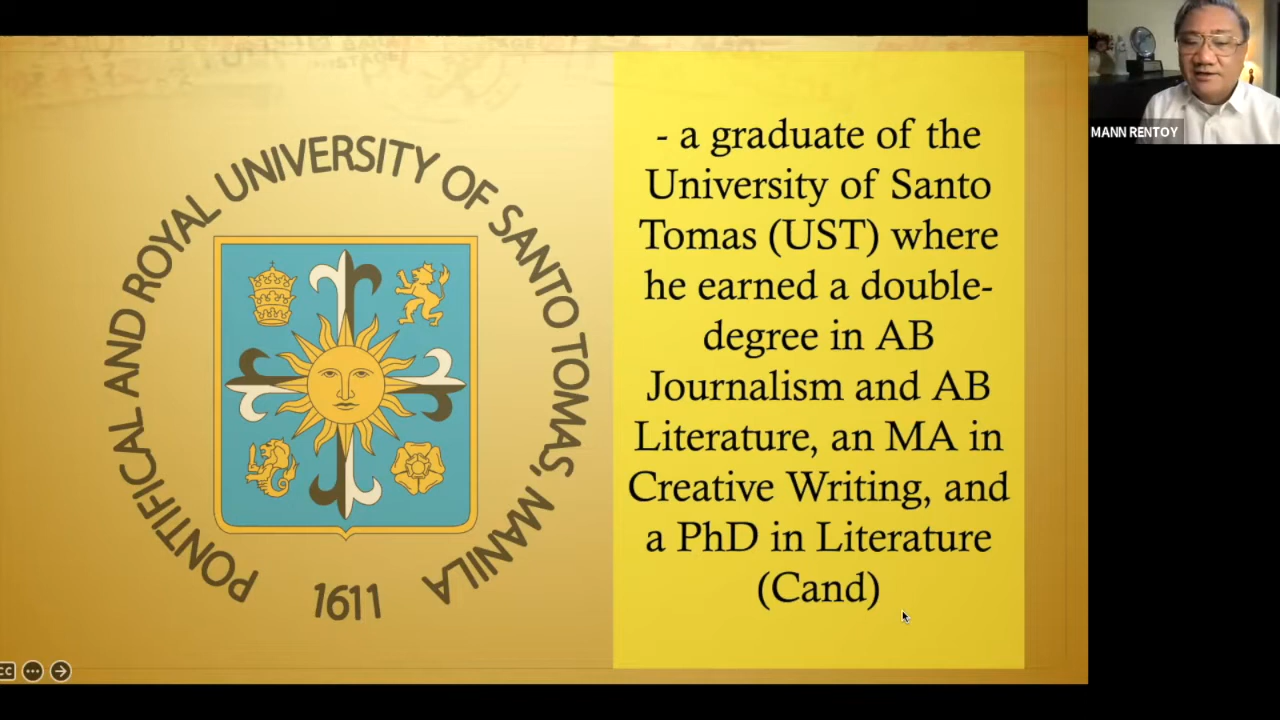 PONTIFICAL AND ROYAL UNIVERSITY OF SANTO TOMAS, MANILA
1611
- a graduate of the
University of Santo
Tomas (UST) where
he earned a double-
degree in AB
Journalism and AB
Literature, an MA in
Creative Writing, and
a PhD in Literature
(Cand)
MANN RENTOY
CC